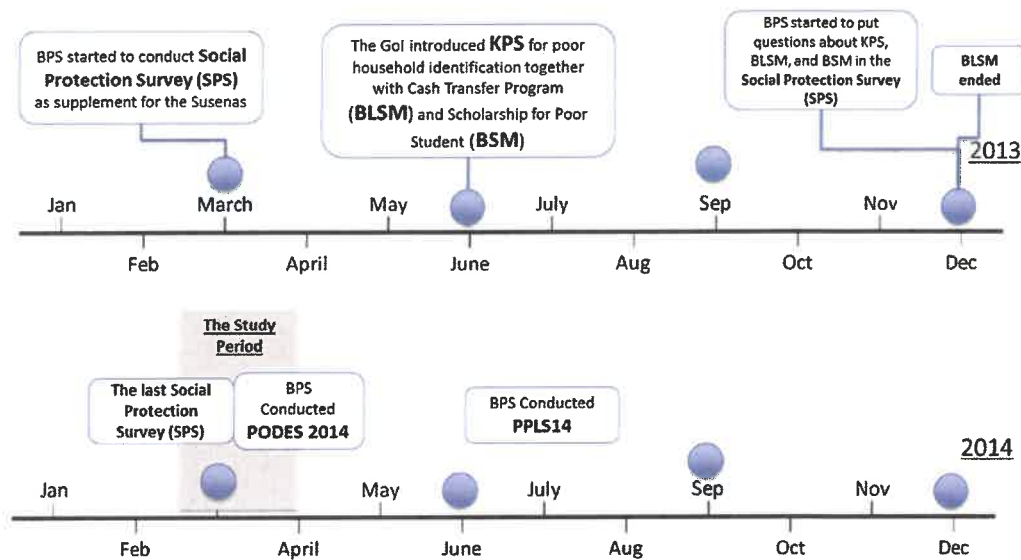 BPS started to conduct Social
Protection Survey (SPS)
as supplement for the Susenas
The GoI introduced KPS for poor
household identification together
with Cash Transfer Program
(BLSM) and Scholarship for Poor
Student (BSM)
BPS started to put
questions about KPS,
BLSM, and BSM in the
Social Protection Survey
(SPS)
BLSM
ended
2013
Jan
March
May
July
Sep
Nov
Feb
April
June
Aug
Oct
Dec
The Study
Period
The last Social
Protection
Survey (SPS)
BPS
Conducted
PODES 2014
BPS Conducted
PPLS14
2014
Jan
May
July
Sep
Nov
Feb
April
June
Aug
Oct
Dec